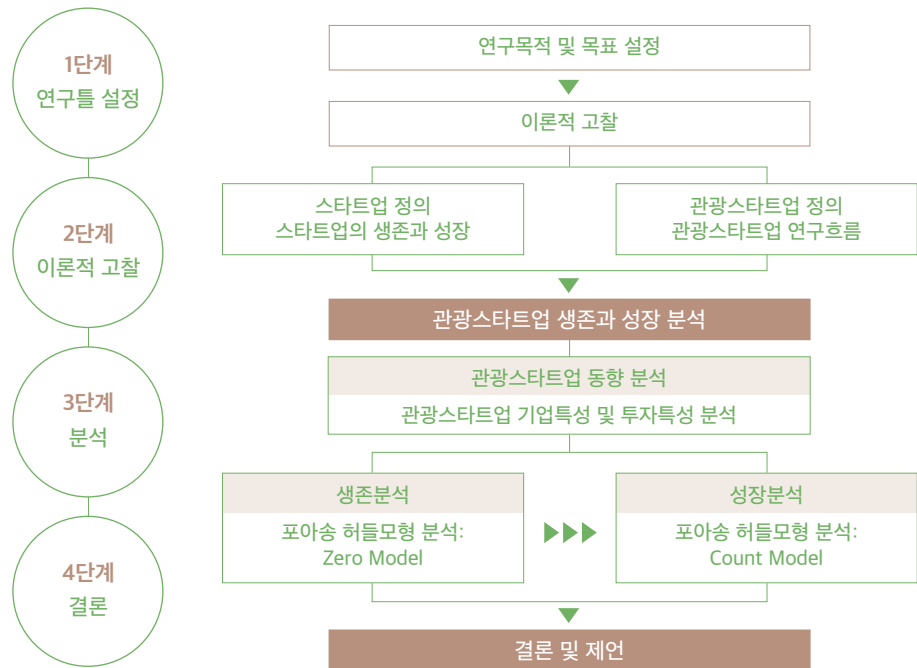 1단계
연구틀 설정
2단계
이론적 고찰
3단계
분석
4단계
결론
연구목적 및 목표 설정
이론적 고찰
스타트업 정의
스타트업의 생존과 성장
관광스타트업 정의
관광스타트업 연구흐름
관광스타트업 생존과 성장 분석
관광스타트업 동향 분석
관광스타트업 기업특성 및 투자특성 분석
생존분석
포아송 허들모형 분석:
Zero Model
성장분석
포아송 허들모형 분석:
Count Model
결론 및 제언